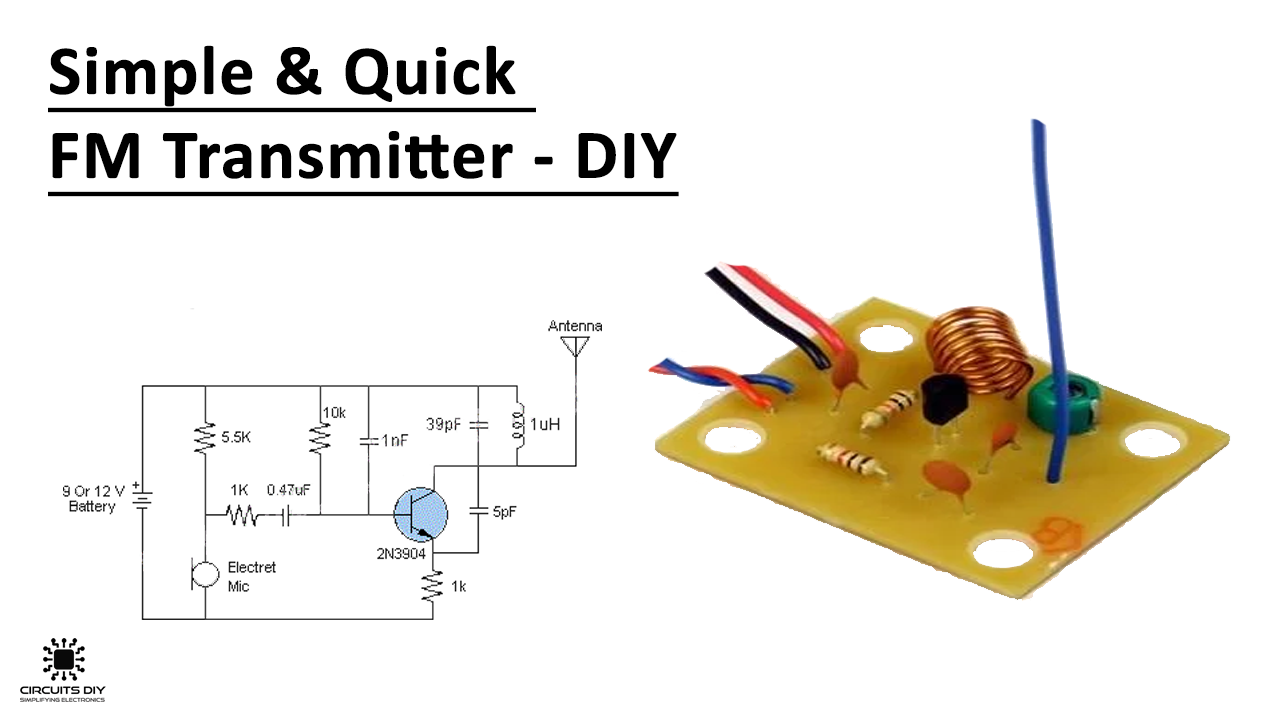 Simple & Quick
FM Transmitter - DIY
Antenna
10k
39pF
1uH
5.5K
1nF
9 Or 12 V
Battery
+
1K
0.47uF
5pF
2N3904
Electret
Mic
1k
CIRCUITS DIY
SIMPLIFYING ELECTRONICS